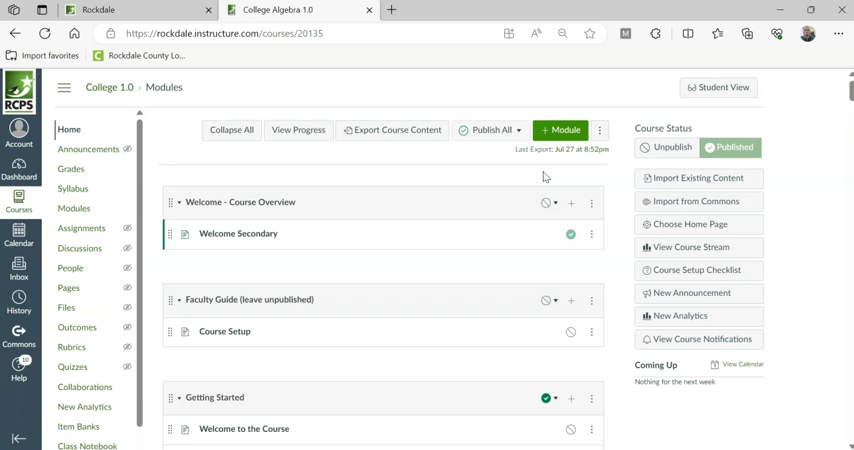 Rockdale
College Algebra 1.0
https://rockdale.instructure.com/courses/20135
Import favorites
Rockdale County Lo...
RCPS
College 1.0 › Modules
Student View
Account
Dashboard
Courses
Calendar
Inbox
History
Commons
10
Help
Home
Announcements
Grades
Syllabus
Modules
Assignments
Discussions
People
Pages
Files
Outcomes
Rubrics
Quizzes
Collaborations
New Analytics
Item Banks
Class Notebook
Collapse All
View Progress
Export Course Content
Publish All
+ Module
Last Export: Jul 27 at 8:52pm
Welcome - Course Overview
Welcome Secondary
Faculty Guide (leave unpublished)
Course Setup
Getting Started
Welcome to the Course
Course Status
Unpublish
Published
Import Existing Content
Import from Commons
Choose Home Page
View Course Stream
Course Setup Checklist
New Announcement
New Analytics
View Course Notifications
Coming Up
View Calendar
Nothing for the next week